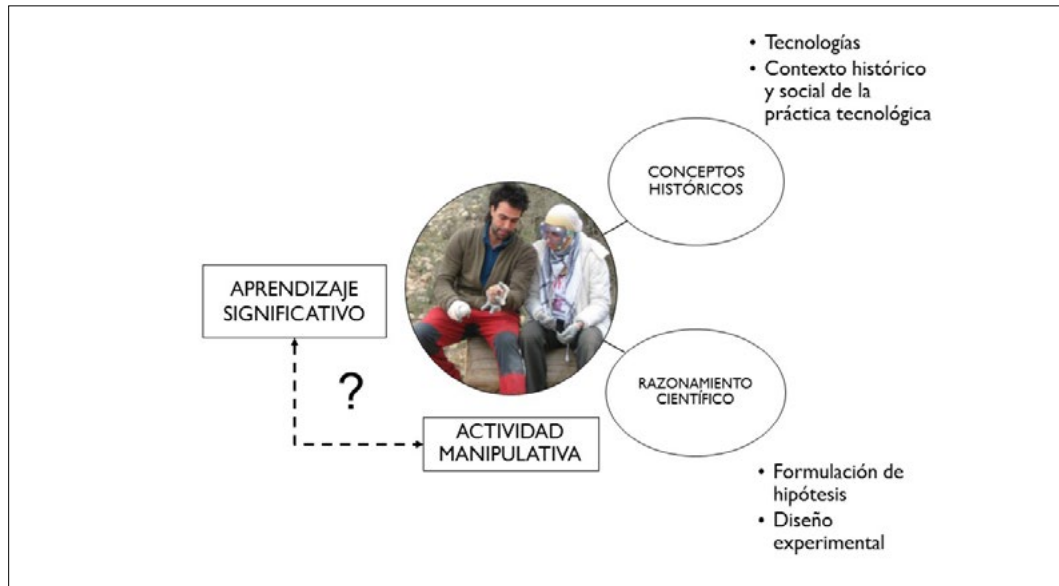 • Tecnologías
• Contexto histórico
y social de la
práctica tecnológica
CONCEPTOS
HISTÓRICOS
APRENDIZAJE
SIGNIFICATIVO
?
ACTIVIDAD
MANIPULATIVA
RAZONAMIENTO
CIENTÍFICO
• Formulación de
hipótesis
• Diseño
experimental